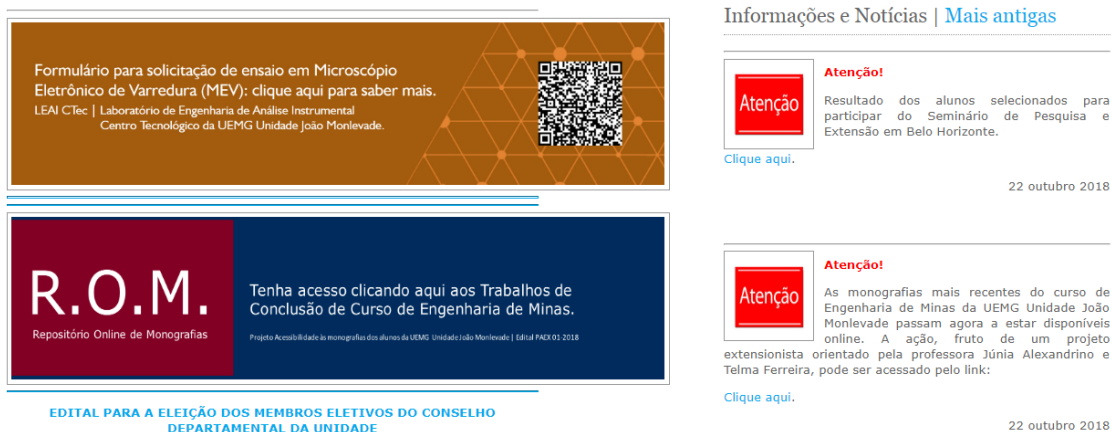 Formulário para solicitação de ensaio em Microscópio
Eletrônico de Varredura (MEV): clique aqui para saber mais.
LEAI CTec | Laboratório de Engenharia de Análise Instrumental
Centro Tecnológico da UEMG Unidade João Monlevade.
R.O.M.
Repositório Online de Monografias
Tenha acesso clicando aqui aos Trabalhos de
Conclusão de Curso de Engenharia de Minas.
Projeto Acessibilidade às monografias dos alunos da UEMG Unidade João Monlevade | Edital PAEX 01-2018
EDITAL PARA A ELEIÇÃO DOS MEMBROS ELETIVOS DO CONSELHO
DEPARTAMENTAL DA UNIDADE
Informações e Notícias | Mais antigas
Atenção
Atenção!
Resultado dos alunos selecionados para
participar do Seminário de Pesquisa e
Extensão em Belo Horizonte.
Clique aqui.
22 outubro 2018
Atenção
Atenção!
As monografias mais recentes do curso de
Engenharia de Minas da UEMG Unidade João
Monlevade passam agora a estar disponíveis
online. A ação, fruto de um projeto
extensionista orientado pela professora Júnia Alexandrino e
Telma Ferreira, pode ser acessado pelo link:
Clique aqui.
22 outubro 2018